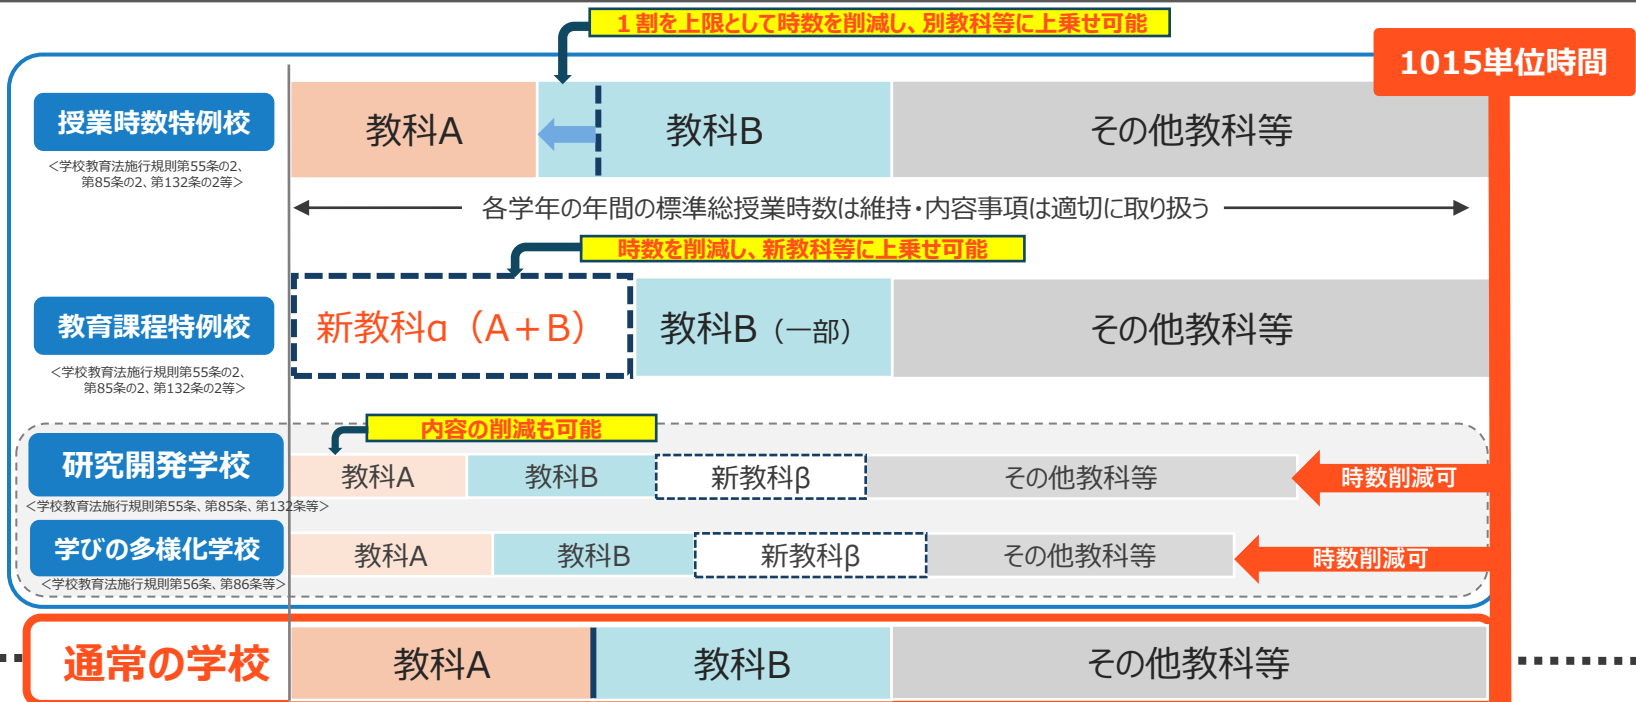 1割を上限として時数を削減し、別教科等に上乗せ可能
1015単位時間
授業時数特例校
教科A
教科B
その他教科等
<学校教育法施行規則第55条の2、
第85条の2、第132条の2等>
各学年の年間の標準総授業時数は維持・内容事項は適切に取り扱う
時数を削減し、新教科等に上乗せ可能
教育課程特例校
新教科α（A＋B）
教科B（一部）
その他教科等
<学校教育法施行規則第55条の2、
第85条の2、第132条の2等>
内容の削減も可能
研究開発学校
教科A
教科B
新教科β
その他教科等
時数削減可
<学校教育法施行規則第55条、第85条、第132条等>
学びの多様化学校
教科A
教科B
新教科β
その他教科等
時数削減可
<学校教育法施行規則第56条、第86条等>
通常の学校
教科A
教科B
その他教科等